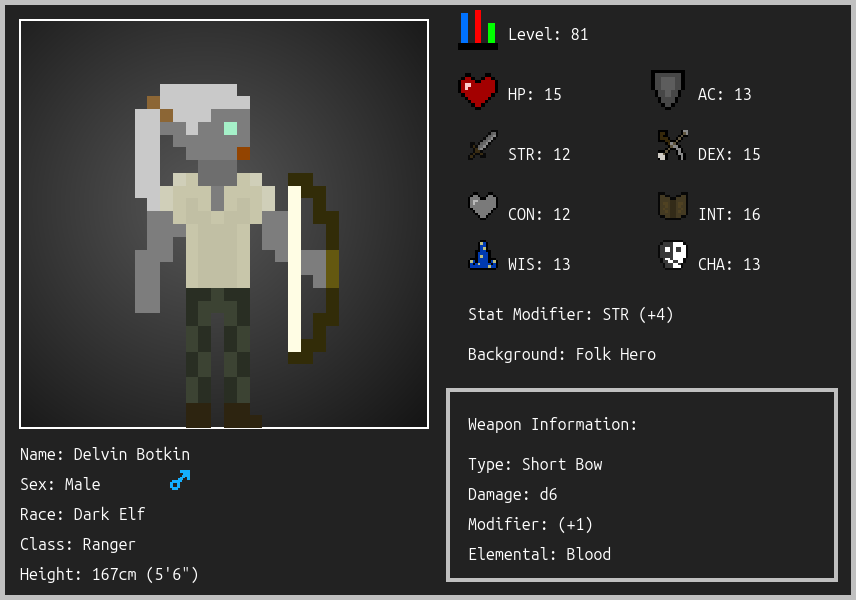 Level: 81
HP: 15
AC: 13
STR: 12
DEX: 15
CON: 12
INT: 16
WIS: 13
CHA: 13
Stat Modifier: STR (+4)
Background: Folk Hero
Weapon Information:
Type: Short Bow
Damage: d6
Modifier: (+1)
Elemental: Blood
Name: Delvin Botkin
Sex: Male
Race: Dark Elf
Class: Ranger
Height: 167cm (5'6")